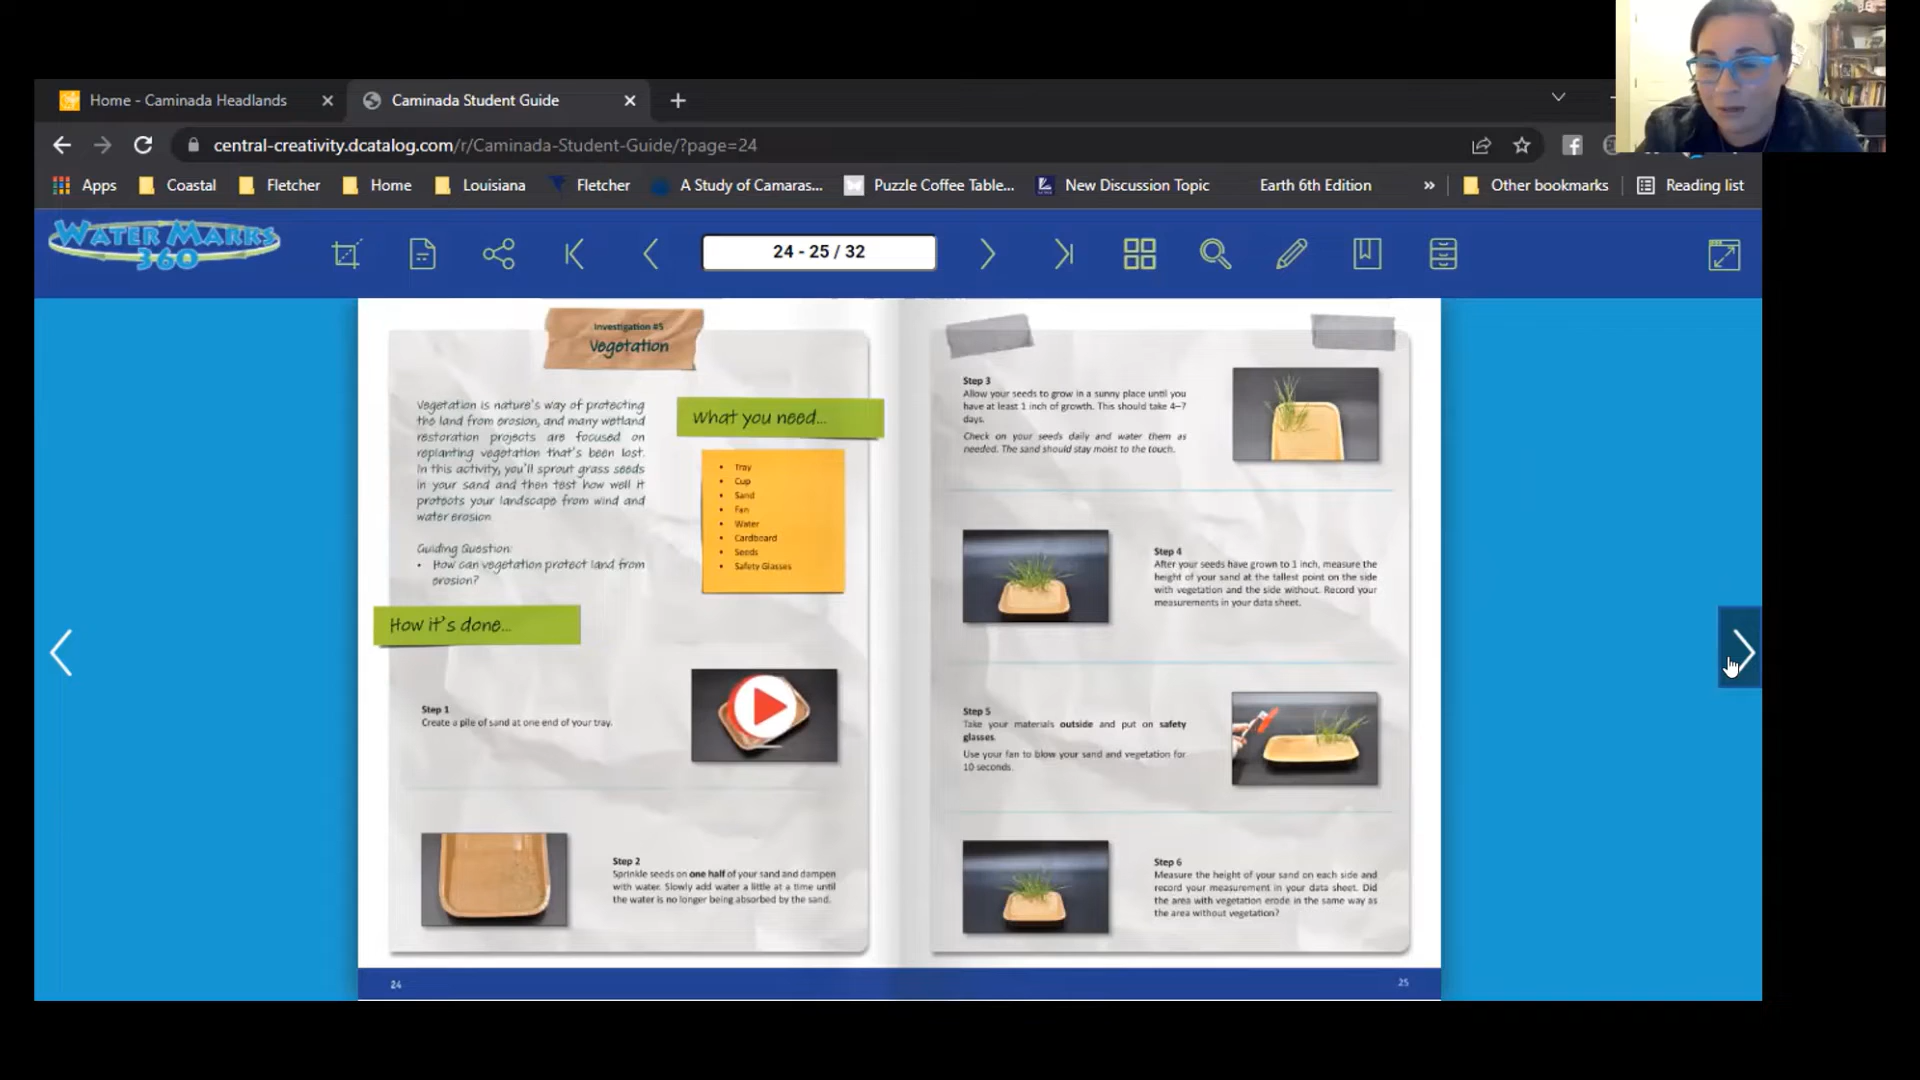 Home - Caminada Headlands
Caminada Student Guide
central-creativity.dcatalog.com/r/Caminada-Student-Guide/?page=24
Apps
Coastal
Fletcher
Home
Louisiana
Fletcher
A Study of Camaras...
Puzzle Coffee Table...
New Discussion Topic
Earth 6th Edition
»
Other bookmarks
Reading list
WATER MARKS
360
24 - 25 / 32
Investigation #5
Vegetation
Vegetation is nature's way of protecting
the land from erosion, and many wetland
restoration projects are focused on
replanting vegetation that's been lost.
In this activity, you'll sprout grass seeds
in your sand and then test how well it
protects your landscape from wind and
water erosion
Guiding Question:
• How can vegetation protect land from
erosion?
What you need...
• Tray
• Cup
• Sand
• Fan
• Water
• Cardboard
• Seeds
• Safety Glasses
How it's done...
Step 1
Create a pile of sand at one end of your tray.
Step 2
Sprinkle seeds on one half of your sand and dampen
with water. Slowly add water a little at a time until
the water is no longer being absorbed by the sand.
24
Step 3
Allow your seeds to grow in a sunny place until you
have at least 1 inch of growth. This should take 4–7
days.
Check on your seeds daily and water them as
needed. The sand should stay moist to the touch.
Step 4
After your seeds have grown to 1 inch, measure the
height of your sand at the tallest point on the side
with vegetation and the side without. Record your
measurements in your data sheet.
Step 5
Take your materials outside and put on safety
glasses.
Use your fan to blow your sand and vegetation for
10 seconds.
Step 6
Measure the height of your sand on each side and
record your measurement in your data sheet. Did
the area with vegetation erode in the same way as
the area without vegetation?
25